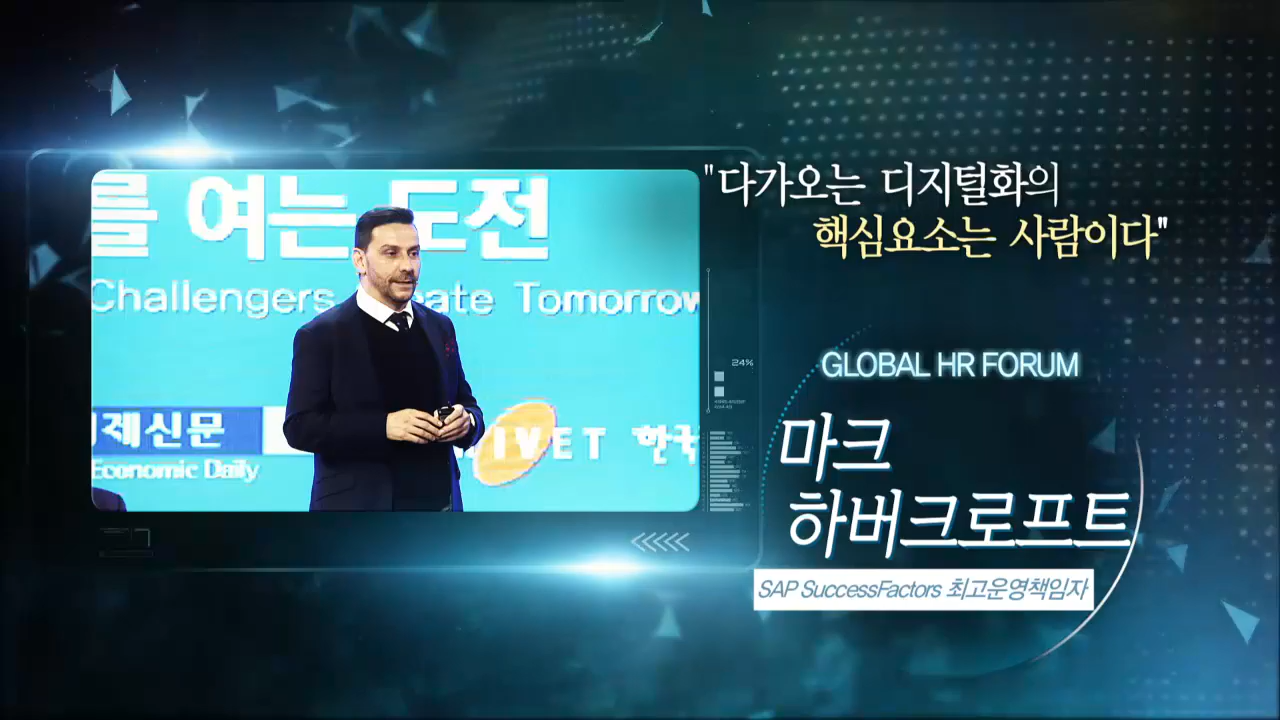 를 여는 도전
Challengers
Tomorrow
제신문
Economic Daily
IVET 한국
"다가오는 디지털화의
핵심요소는 사람이다"
24%
GLOBAL HR FORUM
마크
하버크로프트
SAP SuccessFactors 최고운영책임자